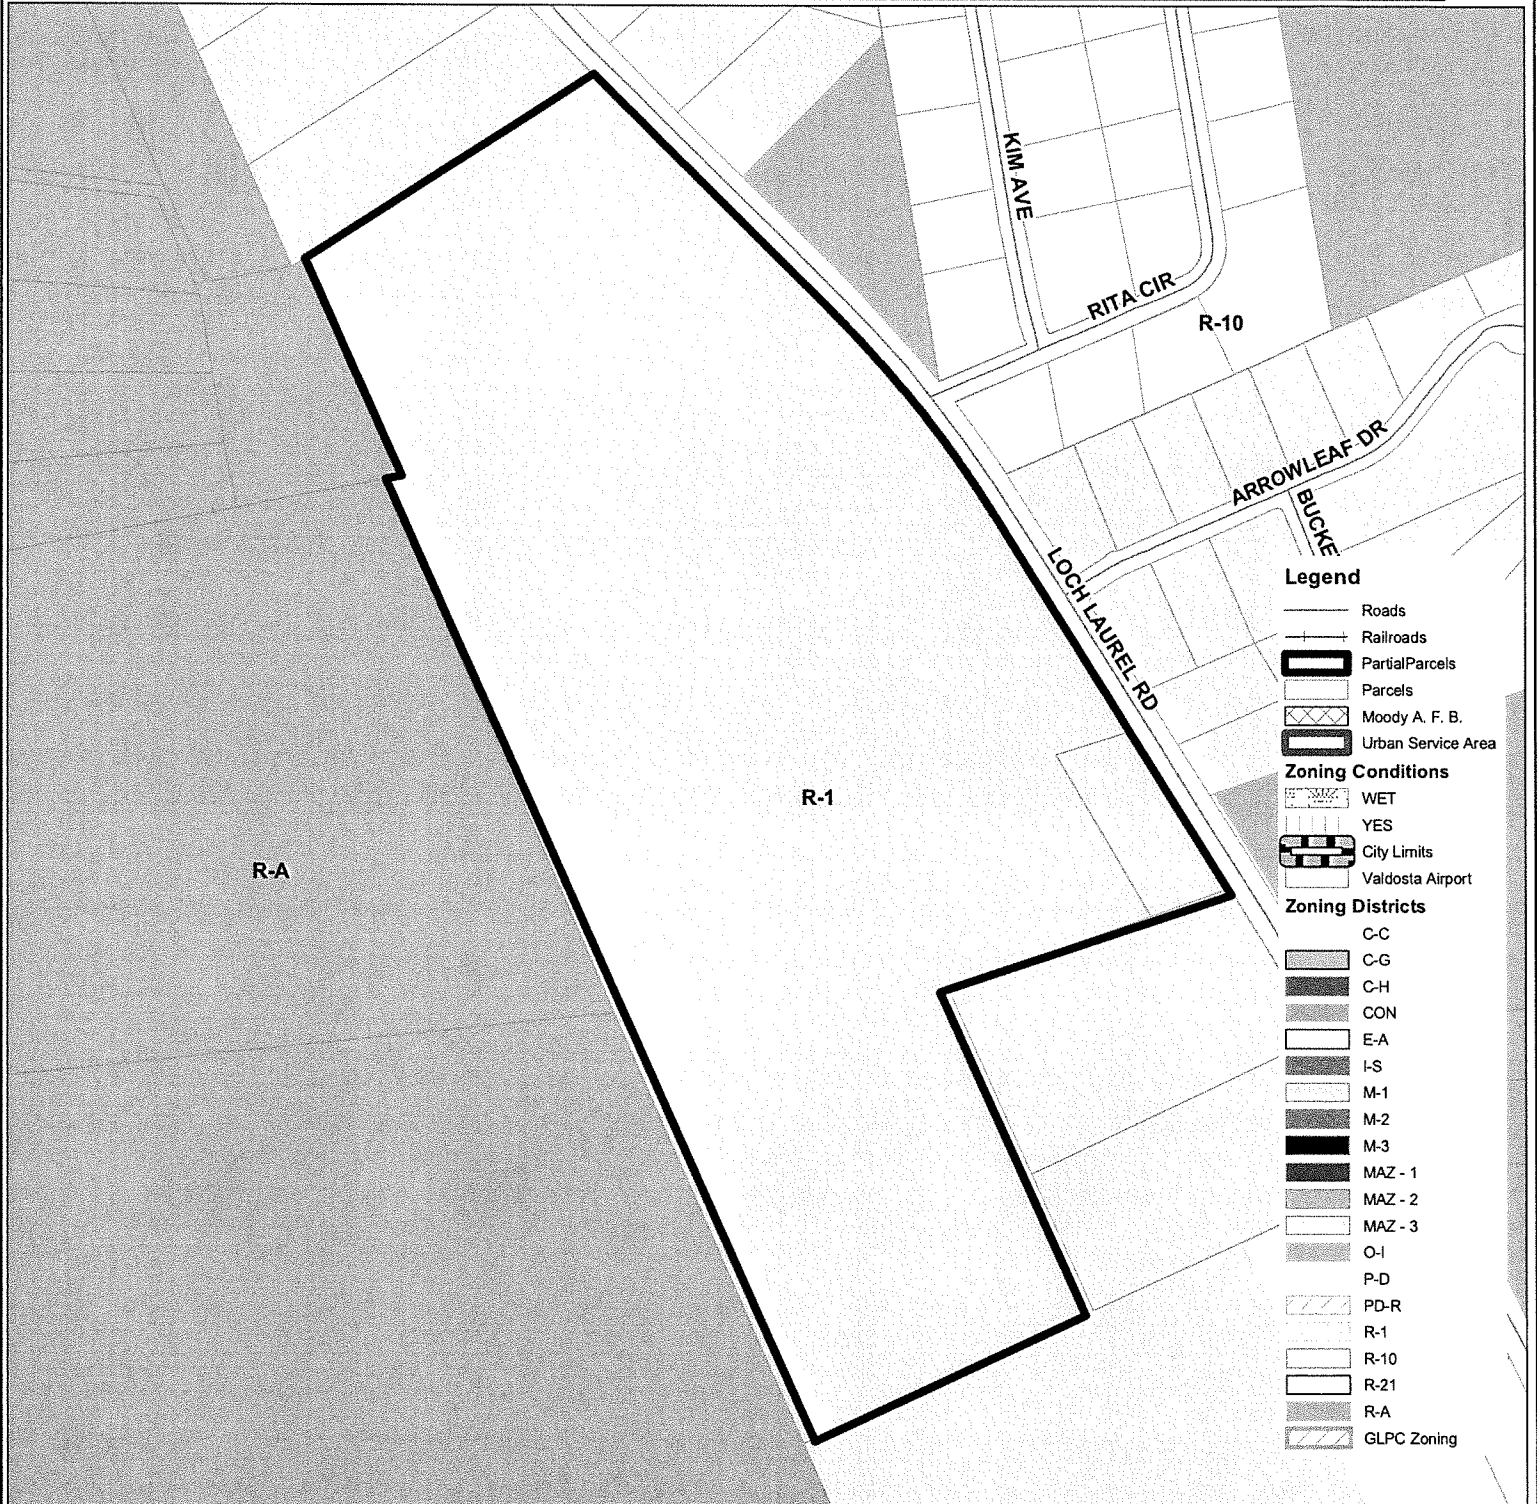 KIM AVE
RITA CIR
R-10
ARROWLEAF DR
BUCKE
LOCH LAUREL RD
R-1
R-A
Legend
Roads
Railroads
PartialParcels
Parcels
Moody A. F. B.
Urban Service Area
Zoning Conditions
WET
YES
City Limits
Valdosta Airport
Zoning Districts
C-C
C-G
C-H
CON
E-A
I-S
M-1
M-2
M-3
MAZ - 1
MAZ - 2
MAZ - 3
O-I
P-D
PD-R
R-1
R-10
R-21
R-A
GLPC Zoning